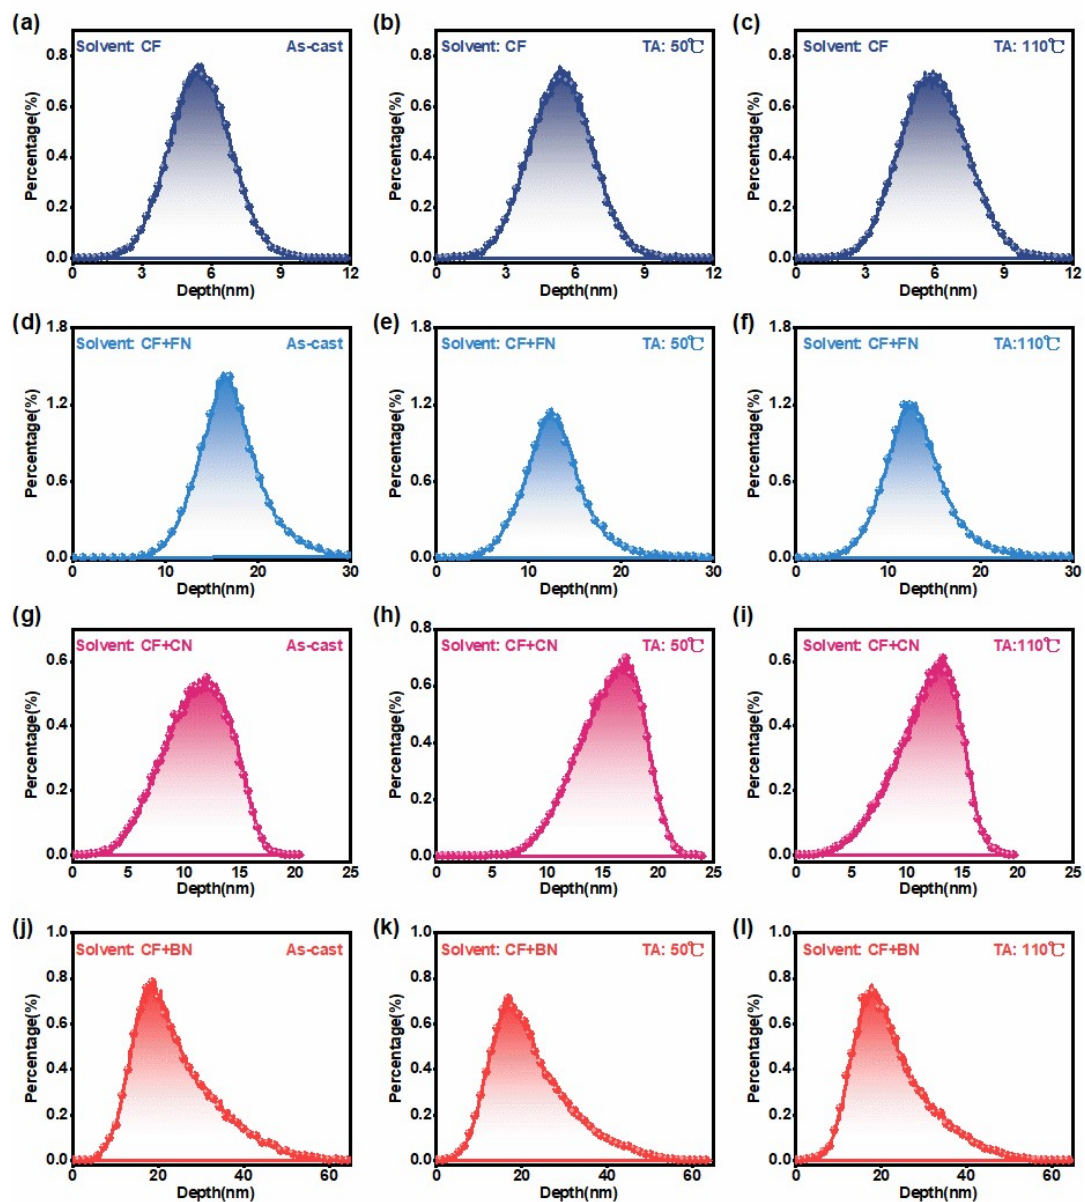 (a) (b) (c)
Solvent: CF As-cast Solvent: CF TA: 50℃ Solvent: CF TA: 110℃
0.8 0.8 0.8
0.6 0.6 0.6
0.4 0.4 0.4
0.2 0.2 0.2
0.0 0.0 0.0
Percentage(%) Percentage(%) Percentage(%)
0 3 6 9 12 0 3 6 9 12 0 3 6 9 12
Depth(nm) Depth(nm) Depth(nm)
(d) (e) (f)
1.8 1.8 1.8
Solvent: CF+FN As-cast Solvent: CF+FN TA: 50℃ Solvent: CF+FN TA:110℃
1.2 1.2 1.2
0.6 0.6 0.6
0.0 0.0 0.0
Percentage(%) Percentage(%) Percentage(%)
0 10 20 30 0 10 20 30 0 10 20 30
Depth(nm) Depth(nm) Depth(nm)
(g) (h) (i)
0.8
Solvent: CF+CN As-cast Solvent: CF+CN TA: 50℃ Solvent: CF+CN TA:110℃
0.6 0.6 0.6
0.4 0.4 0.4
0.2 0.2 0.2
0.0 0.0 0.0
Percentage(%) Percentage(%) Percentage(%)
0 5 10 15 20 25 0 5 10 15 20 25 0 5 10 15 20 25
Depth(nm) Depth(nm) Depth(nm)
(j) (k) (l)
1.0 1.0 1.0
Solvent: CF+BN As-cast Solvent: CF+BN TA: 50℃ Solvent: CF+BN TA: 110℃
0.8 0.8 0.8
0.6 0.6 0.6
0.4 0.4 0.4
0.2 0.2 0.2
0.0 0.0 0.0
Percentage(%) Percentage(%) Percentage(%)
0 20 40 60 0 20 40 60 0 20 40 60
Depth(nm) Depth(nm) Depth(nm)